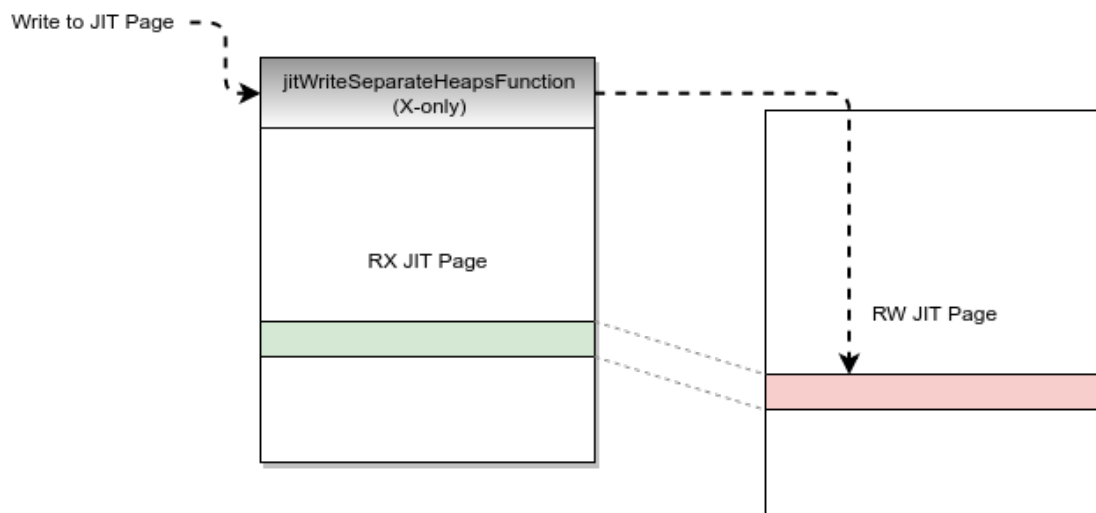 Write to JIT Page
jitWriteSeparateHeapsFunction
(X-only)
RX JIT Page
RW JIT Page